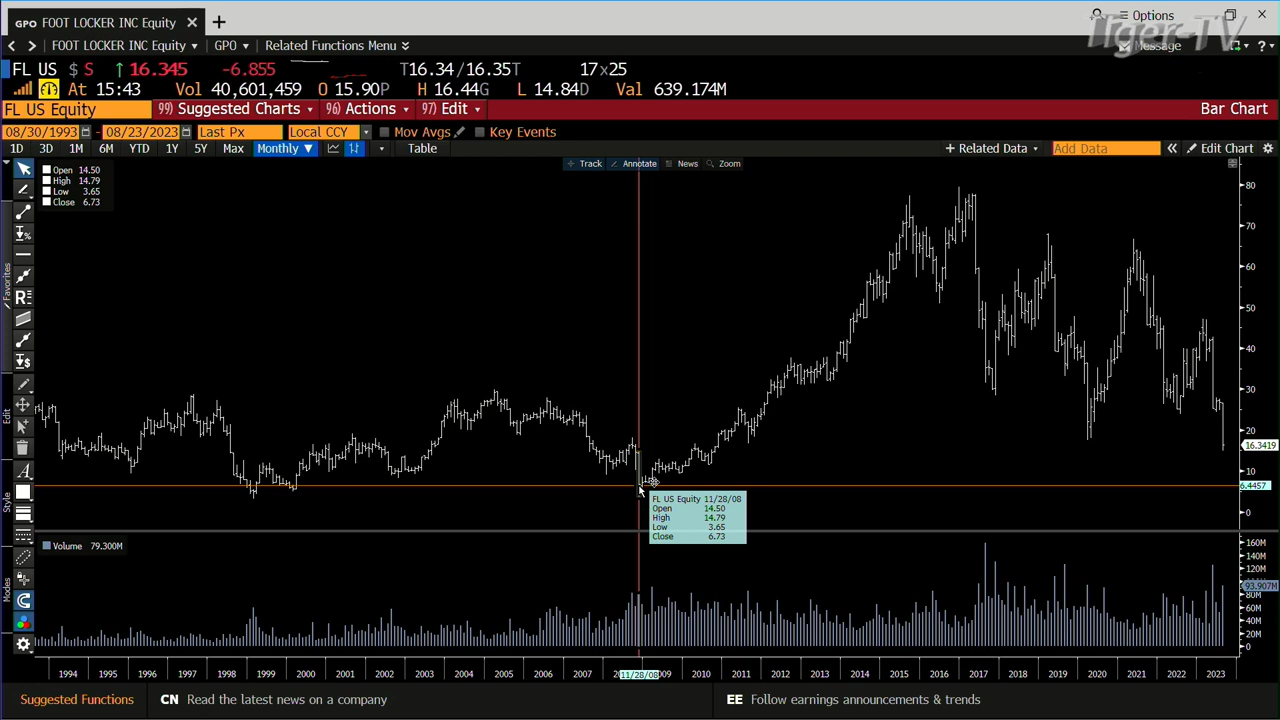 GPO FOOT LOCKER INC Equity
Options
Tiger-TV
FOOT LOCKER INC Equity GPO Related Functions Menu
Message
FL US $ S 16.345 -6.855 T16.34/16.35T 17x25
At 15:43 Vol 40,601,459 O 15.90P H 16.44G L 14.84D Val 639.174M
FL US Equity 99) Suggested Charts 96) Actions 97) Edit Bar Chart
08/30/1993 - 08/23/2023 Last Px Local CCY Mov Avgs Key Events
1D 3D 1M 6M YTD 1Y 5Y Max Monthly ▼ Table + Related Data Add Data « Edit Chart
Track Annotate News Zoom
Open 14.50
High 14.79
Low 3.65
Close 6.73
80
70
60
50
40
30
20
16.3419
10
6.4457
0
FL US Equity 11/28/08
Open 14.50
High 14.79
Low 3.65
Close 6.73
Favorites
Edit
Style
Modes
Volume 79.300M
160M
140M
120M
93.907M
80M
60M
40M
20M
0
1994 1995 1996 1997 1998 1999 2000 2001 2002 2003 2004 2005 2006 2007 11/28/08 2010 2011 2012 2013 2014 2015 2016 2017 2018 2019 2020 2021 2022 2023
Suggested Functions CN Read the latest news on a company EE Follow earnings announcements & trends